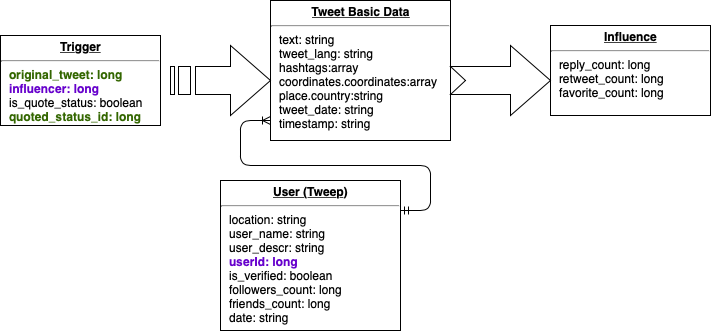 Trigger
original_tweet: long
influencer: long
is_quote_status: boolean
quoted_status_id: long
Tweet Basic Data
text: string
tweet_lang: string
hashtags:array
coordinates.coordinates:array
place.country:string
tweet_date: string
timestamp: string
Influence
reply_count: long
retweet_count: long
favorite_count: long
User (Tweep)
location: string
user_name: string
user_descr: string
userId: long
is_verified: boolean
followers_count: long
friends_count: long
date: string